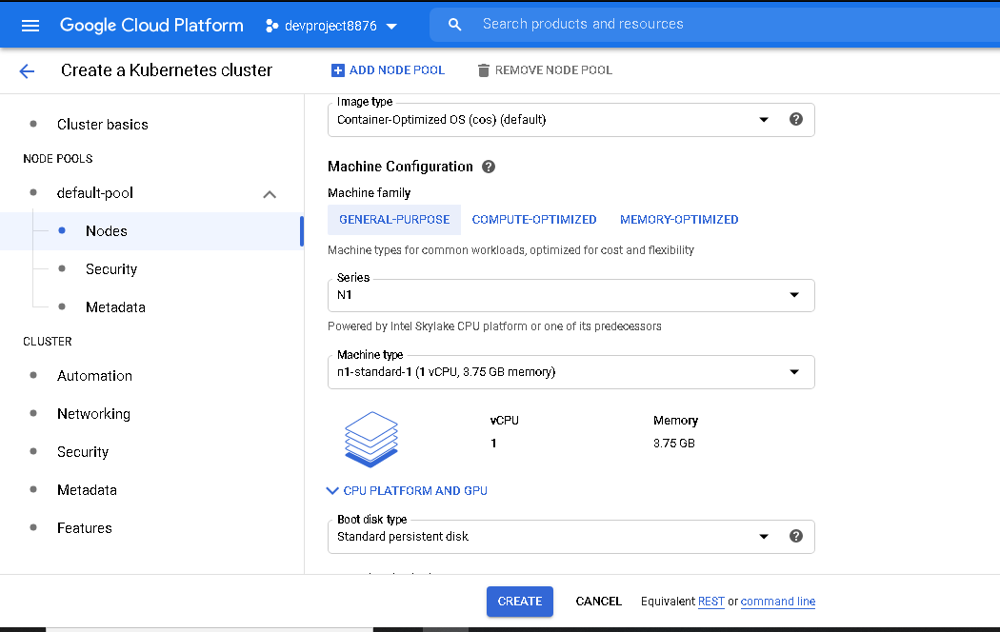 Google Cloud Platform
devproject8876
Search products and resources
Create a Kubernetes cluster
ADD NODE POOL
REMOVE NODE POOL
Cluster basics
NODE POOLS
default-pool
Nodes
Security
Metadata
CLUSTER
Automation
Networking
Security
Metadata
Features
Image type
Container-Optimized OS (cos) (default)
Machine Configuration
Machine family
GENERAL-PURPOSE COMPUTE-OPTIMIZED MEMORY-OPTIMIZED
Machine types for common workloads, optimized for cost and flexibility
Series
N1
Powered by Intel Skylake CPU platform or one of its predecessors
Machine type
n1-standard-1 (1 vCPU, 3.75 GB memory)
vCPU Memory
1 3.75 GB
CPU PLATFORM AND GPU
Boot disk type
Standard persistent disk
CREATE CANCEL Equivalent REST or command line